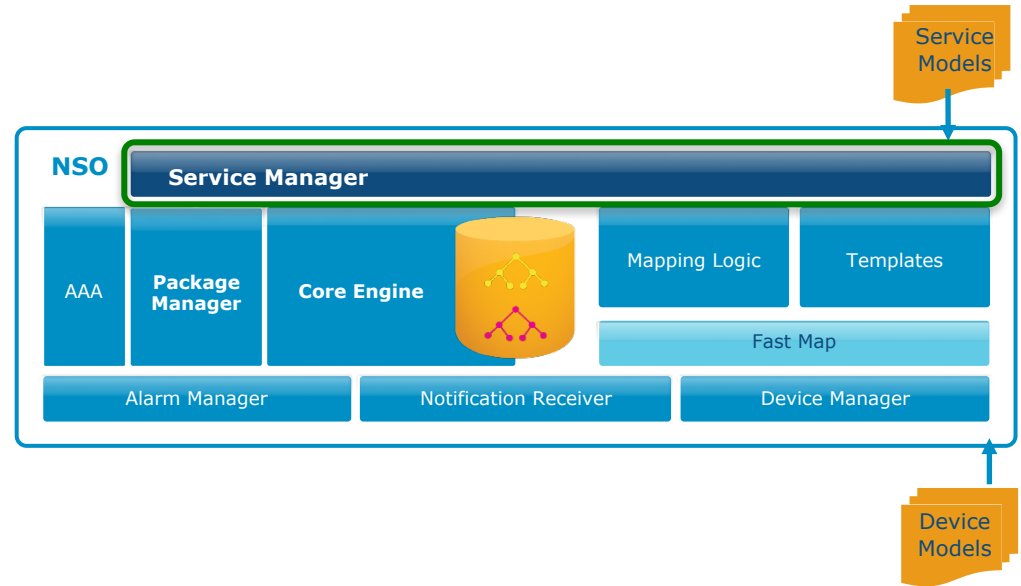 Service
Models
NSO
Service Manager
AAA
Package
Manager
Core Engine
Mapping Logic
Templates
Fast Map
Alarm Manager
Notification Receiver
Device Manager
Device
Models